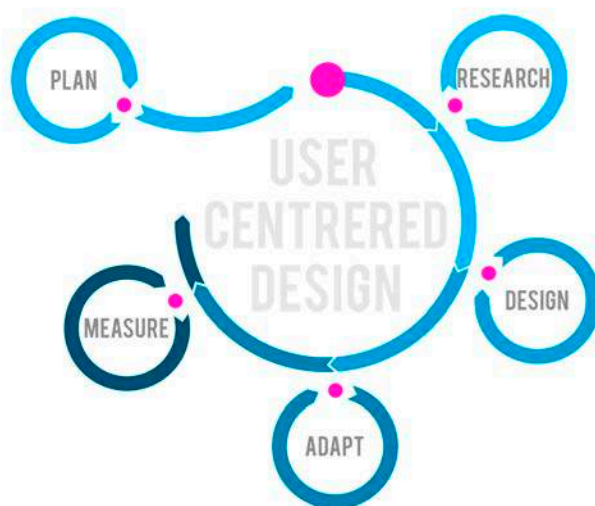 PLAN
RESEARCH
USER
CENTRERED
DESIGN
DESIGN
MEASURE
ADAPT